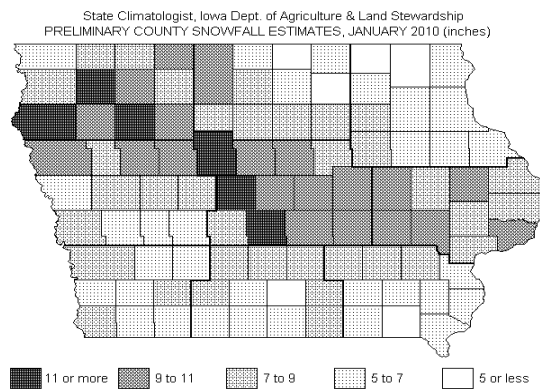 State Climatologist, Iowa Dept. of Agriculture & Land Stewardship
PRELIMINARY COUNTY SNOWFALL ESTIMATES, JANUARY 2010 (inches)
11 or more 9 to 11 7 to 9 5 to 7 5 or less